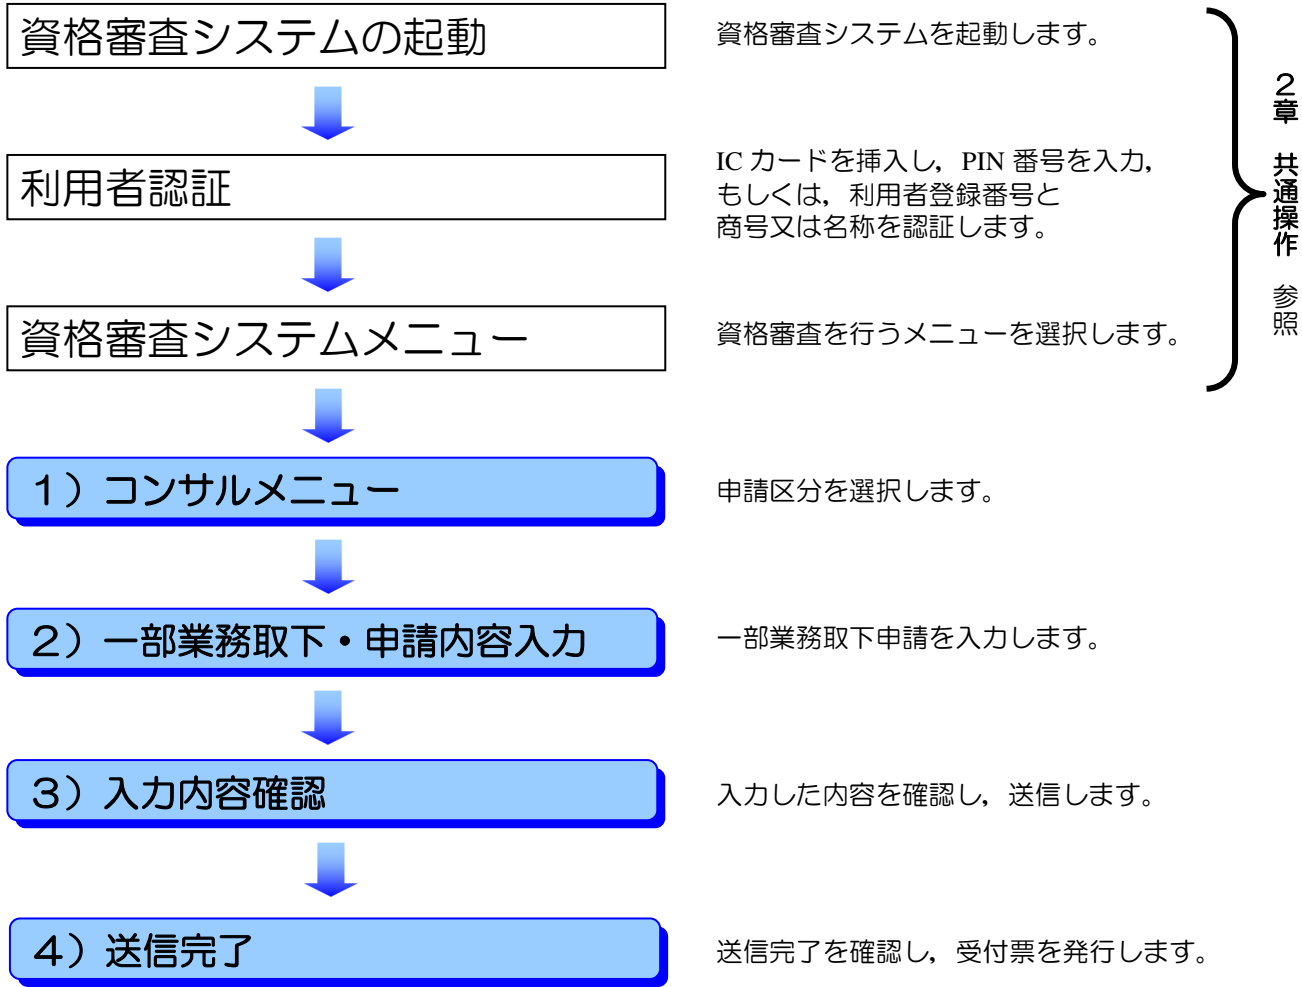 資格審査システムの起動
資格審査システムを起動します。
利用者認証
IC カードを挿入し，PIN 番号を入力，
もしくは，利用者登録番号と
商号又は名称を認証します。
資格審査システムメニュー
資格審査を行うメニューを選択します。
２章　共通操作　参照
１）コンサルメニュー
申請区分を選択します。
２）一部業務取下・申請内容入力
一部業務取下申請を入力します。
３）入力内容確認
入力した内容を確認し，送信します。
４）送信完了
送信完了を確認し，受付票を発行します。